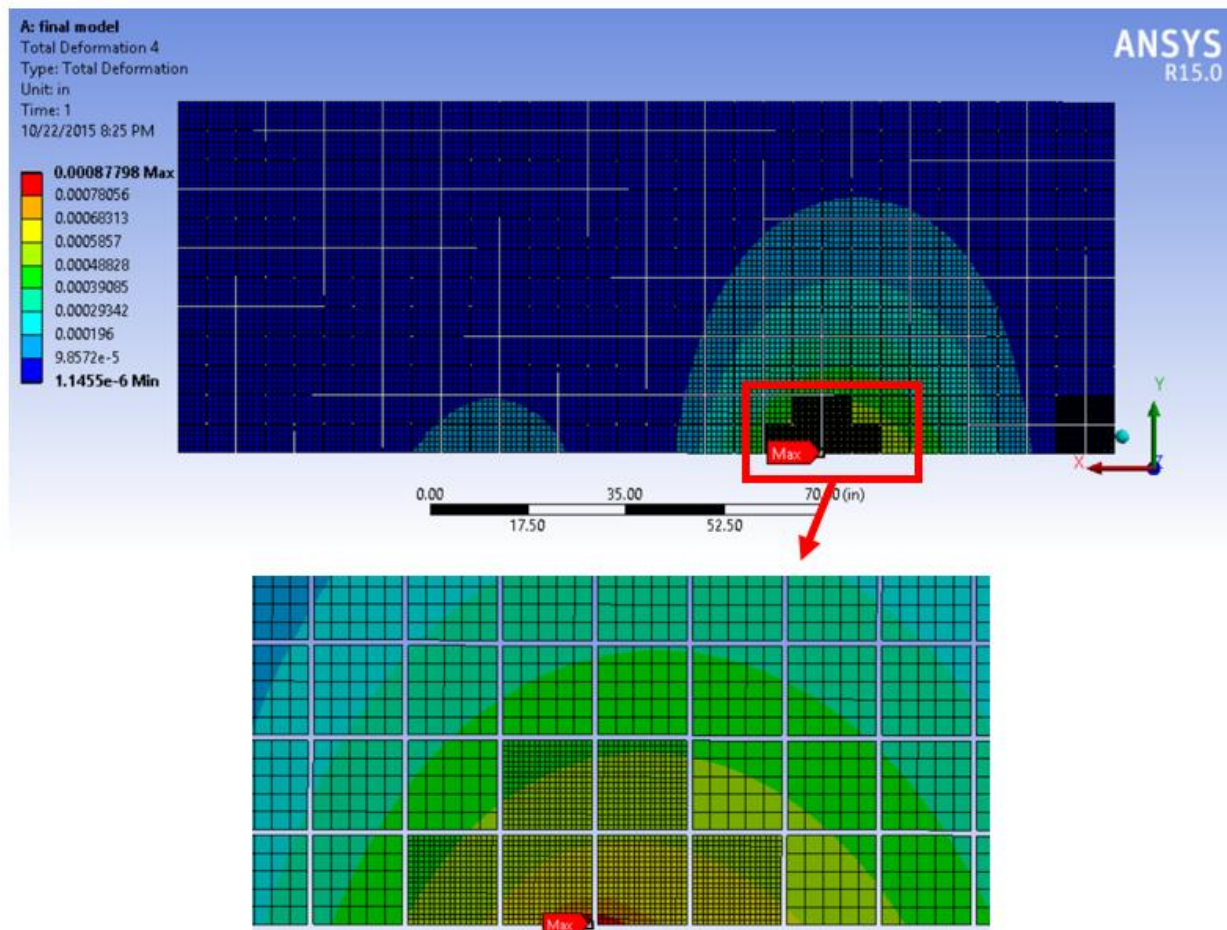 A: final model
Total Deformation 4
Type: Total Deformation
Unit: in
Time: 1
10/22/2015 8:25 PM
ANSYS
R15.0
0.00087798 Max
0.00078056
0.00068313
0.0005857
0.00048828
0.00039085
0.00029342
0.000196
9.8572e-5
1.1455e-6 Min
Max
Y
X
Z
0.00
35.00
(in)
17.50
52.50
Max